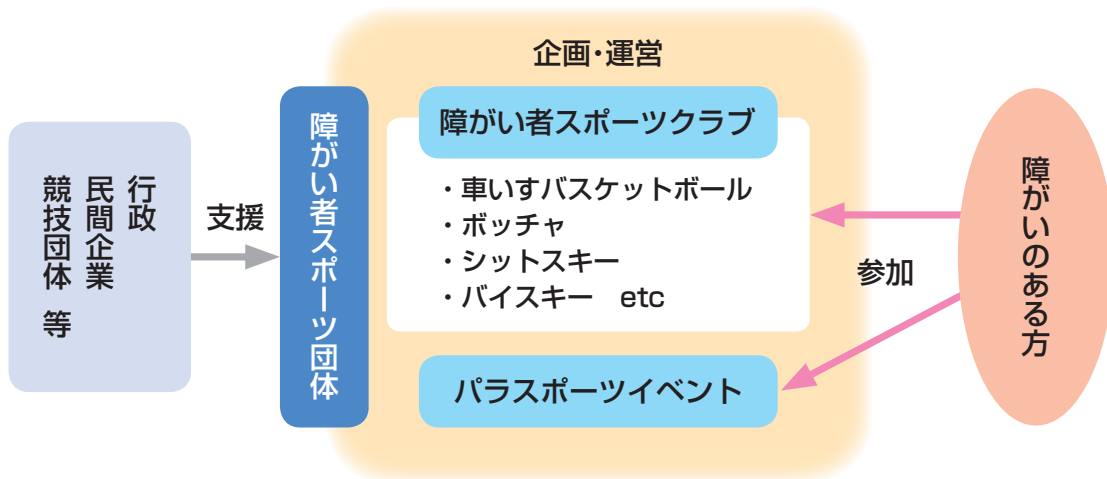 行政
民間企業
競技団体 等
支援
障がい者スポーツ団体
企画・運営
障がい者スポーツクラブ
・車いすバスケットボール
・ボッチャ
・シットスキー
・バイスキー　etc
パラスポーツイベント
参加
障がいのある方